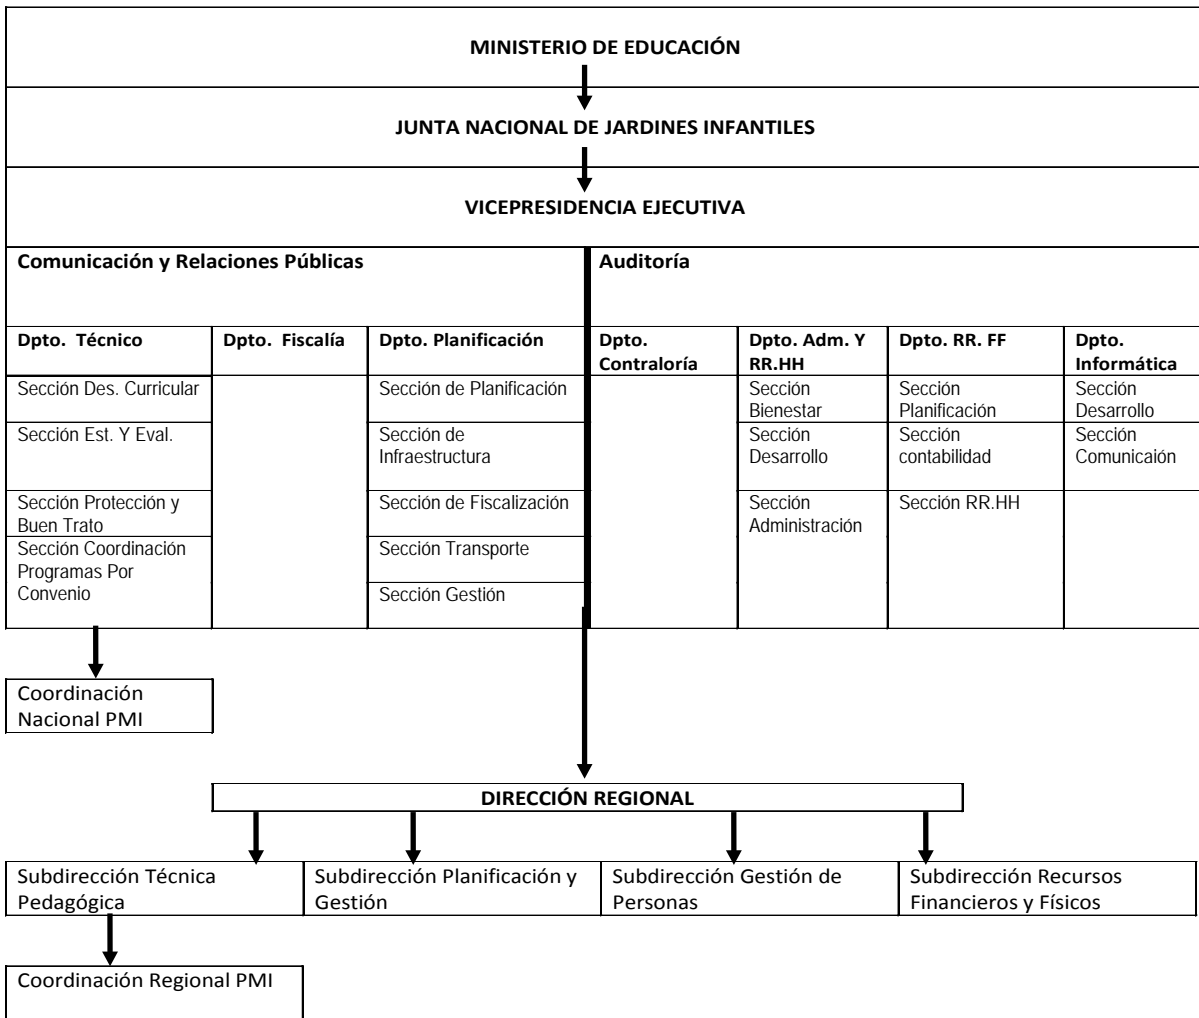 MINISTERIO DE EDUCACIÓN
JUNTA NACIONAL DE JARDINES INFANTILES
VICEPRESIDENCIA EJECUTIVA
Comunicación y Relaciones Públicas
Auditoría
Dpto. Técnico
Dpto. Fiscalía
Dpto. Planificación
Dpto.
Contraloría
Dpto. Adm. Y
RR.HH
Dpto. RR. FF
Dpto.
Informática
Sección Des. Curricular
Sección de Planificación
Sección
Bienestar
Sección
Planificación
Sección
Desarrollo
Sección Est. Y Eval.
Sección de
Infraestructura
Sección
Desarrollo
Sección
contabilidad
Sección
Comunicaión
Sección Protección y
Buen Trato
Sección de Fiscalización
Sección
Administración
Sección RR.HH
Sección Coordinación
Programas Por
Convenio
Sección Transporte
Sección Gestión
Coordinación
Nacional PMI
DIRECCIÓN REGIONAL
Subdirección Técnica
Pedagógica
Subdirección Planificación y
Gestión
Subdirección Gestión de
Personas
Subdirección Recursos
Financieros y Físicos
Coordinación Regional PMI